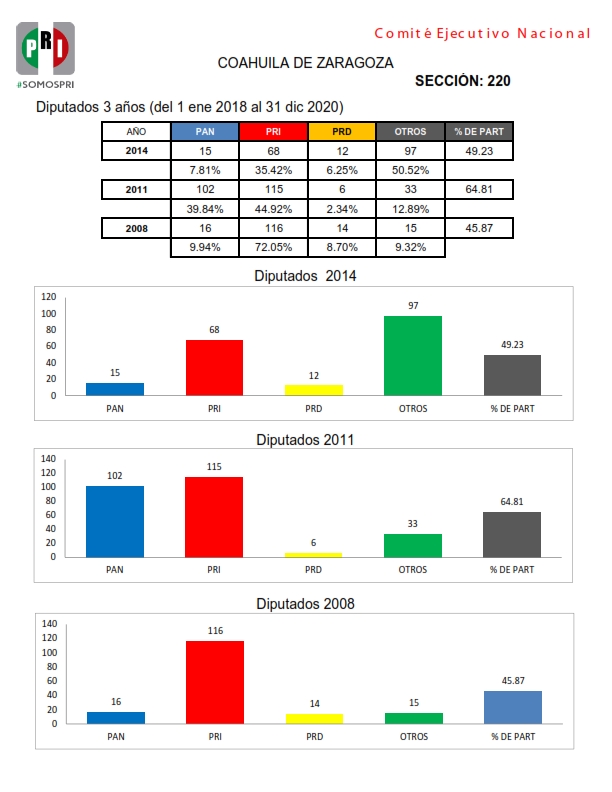 Comité Ejecutivo Nacional
PRI
#SOMOSPRI
COAHUILA DE ZARAGOZA
SECCIÓN: 220
Diputados 3 años (del 1 ene 2018 al 31 dic 2020)
AÑO PAN PRI PRD OTROS % DE PART
2014 15 68 12 97 49.23
7.81% 35.42% 6.25% 50.52%
2011 102 115 6 33 64.81
39.84% 44.92% 2.34% 12.89%
2008 16 116 14 15 45.87
9.94% 72.05% 8.70% 9.32%
Diputados 2014
120
100
80
60
40
20
0
15 68 12 97 49.23
PAN PRI PRD OTROS % DE PART
Diputados 2011
140
120
100
80
60
40
20
0
102 115 6 33 64.81
PAN PRI PRD OTROS % DE PART
Diputados 2008
140
120
100
80
60
40
20
0
16 116 14 15 45.87
PAN PRI PRD OTROS % DE PART